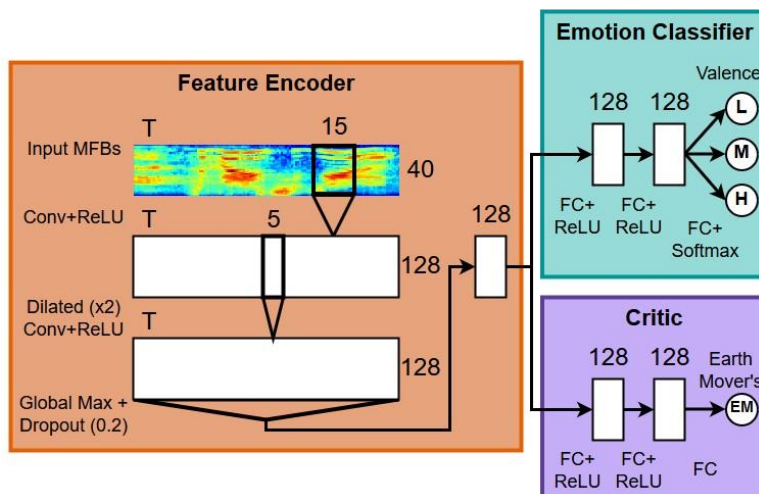 Feature Encoder
T
15
Input MFBs
40
Conv+ReLU
T
5
128
128
Dilated (x2)
Conv+ReLU
T
128
Global Max +
Dropout (0.2)
Emotion Classifier
Valence
128
128
L
M
H
FC+
ReLU
FC+
ReLU
FC+
Softmax
Critic
128
128
Earth
Mover's
EM
FC+
ReLU
FC+
ReLU
FC